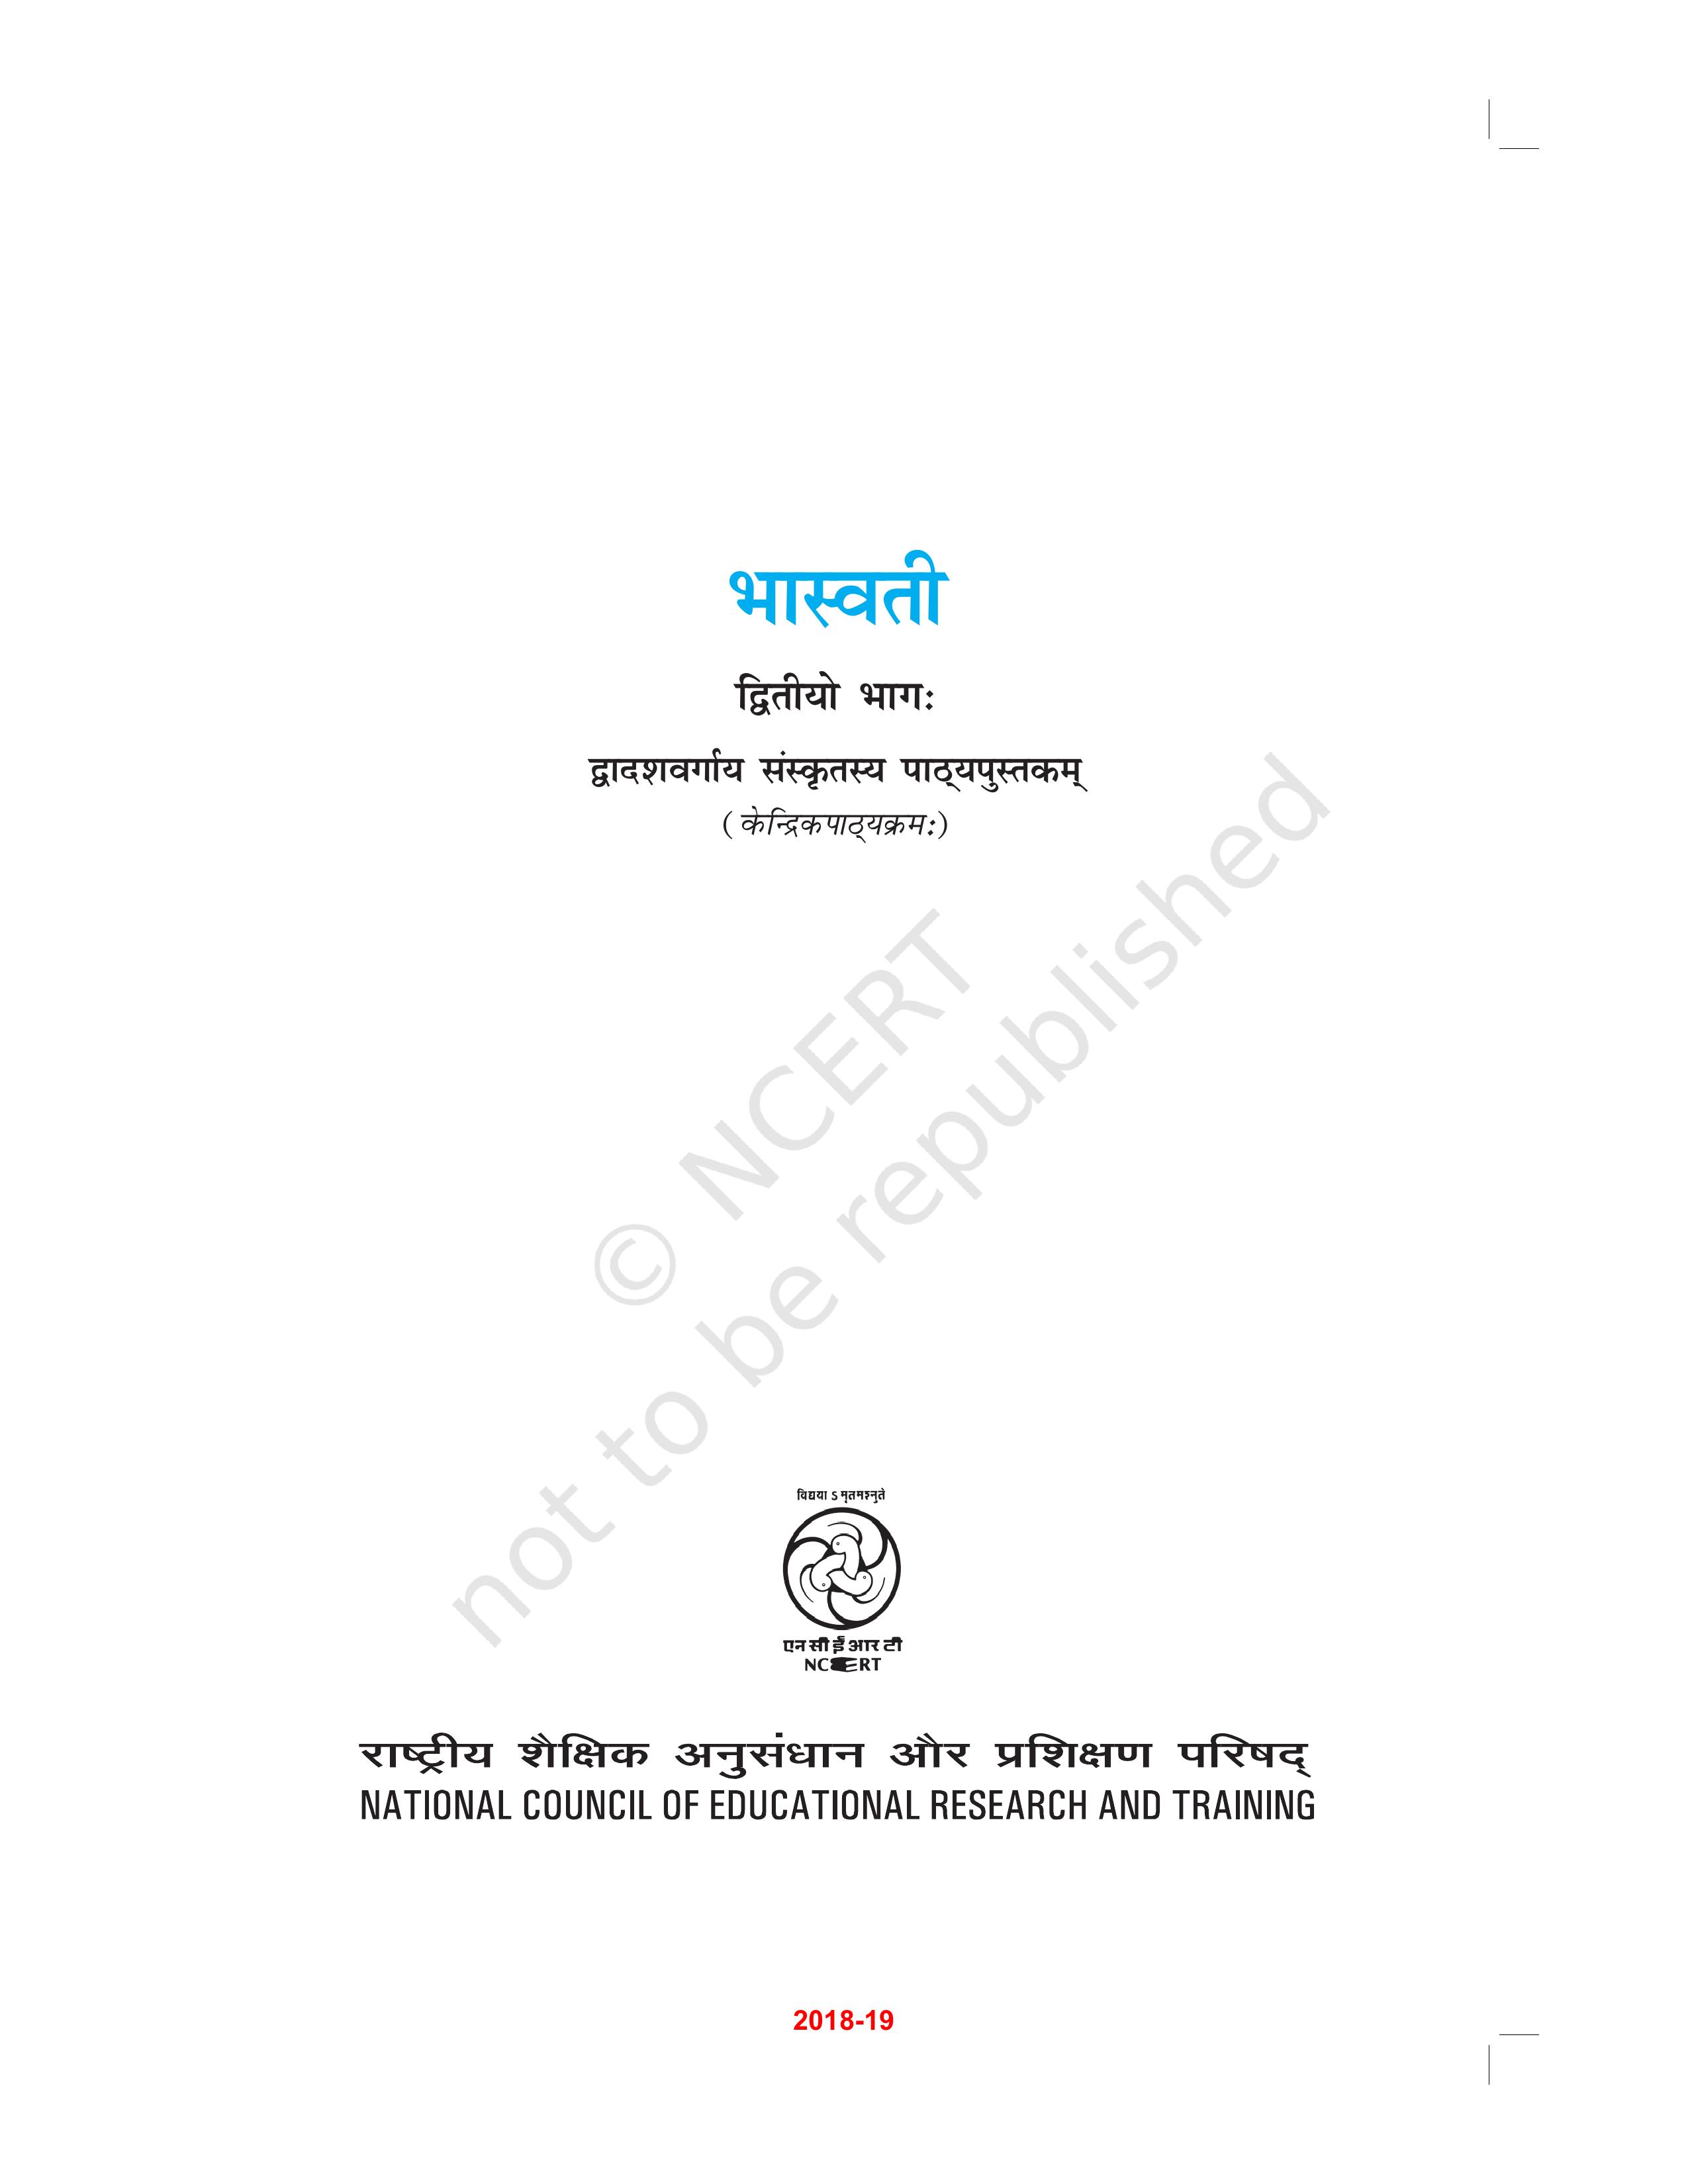 भास्वती
द्वितीयो भागः
द्वादशवर्गाय संस्कृतस्य पाठ्यपुस्तकम्
( केन्द्रिकपाठ्यक्रमः)
© NCERT
not to be republished
विद्यया ऽ मृतमश्नुते
एन सी ई आर टी
NCERT
राष्ट्रीय शैक्षिक अनुसंधान और प्रशिक्षण परिषद्
NATIONAL COUNCIL OF EDUCATIONAL RESEARCH AND TRAINING
2018-19